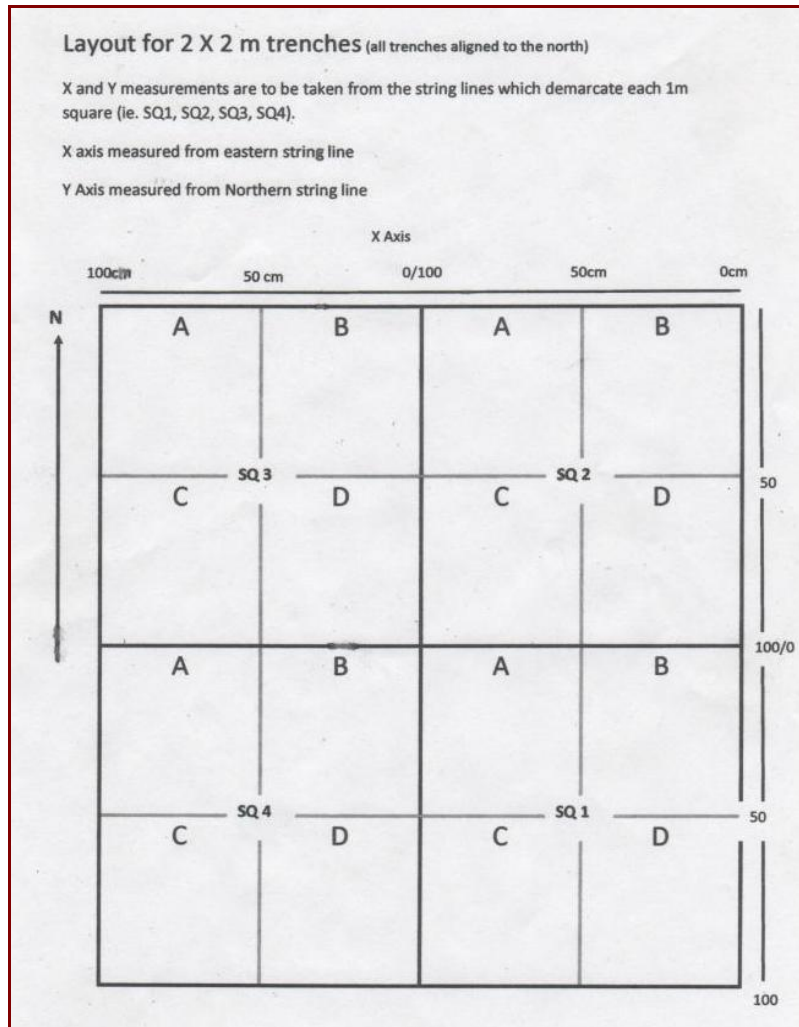 Layout for 2 X 2 m trenches (all trenches aligned to the north)
X and Y measurements are to be taken from the string lines which demarcate each 1m
square (ie. SQ1, SQ2, SQ3, SQ4).
X axis measured from eastern string line
Y Axis measured from Northern string line
X Axis
100cm 50 cm 0/100 50cm 0cm
N
A B A B
SQ 3 SQ 2 50
C D C D
100/0
A B A B
SQ 4 SQ 1 50
C D C D
100